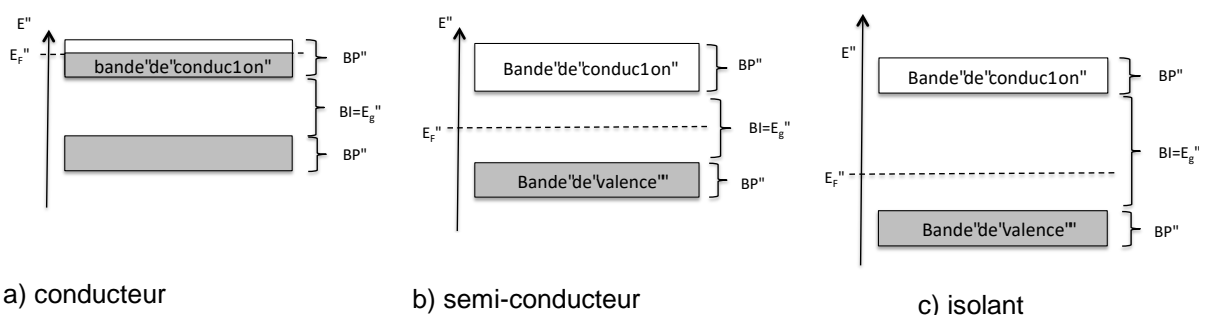 E"
E_F"
bande"de"conduc1on"
BP"
BI=E_g"
BP"
a) conducteur
E"
Bande"de"conduc1on"
BP"
E_F"
BI=E_g"
Bande"de"valence""
BP"
b) semi-conducteur
E"
Bande"de"conduc1on"
BP"
BI=E_g"
E_F"
Bande"de"valence""
BP"
c) isolant